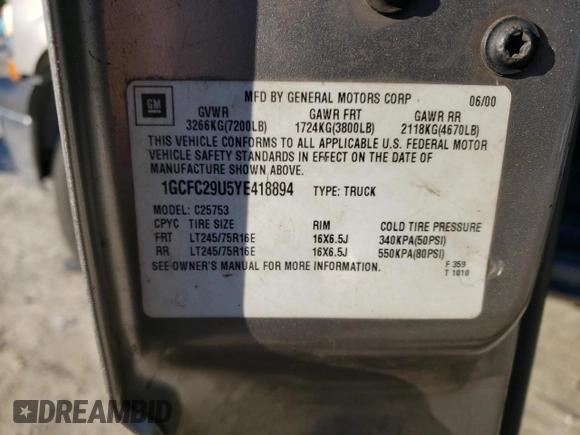 GM
MFD BY GENERAL MOTORS CORP 06/00
GVWR GAWR FRT GAWR RR
3266KG(7200LB) 1724KG(3800LB) 2118KG(4670LB)
THIS VEHICLE CONFORMS TO ALL APPLICABLE U.S. FEDERAL MOTOR
VEHICLE SAFETY STANDARDS IN EFFECT ON THE DATE OF
MANUFACTURE SHOWN ABOVE.
1GCFC29U5YE418894 TYPE: TRUCK
MODEL: C25753
CPYC TIRE SIZE RIM COLD TIRE PRESSURE
FRT LT245/75R16E 16X6.5J 340KPA(50PSI)
RR LT245/75R16E 16X6.5J 550KPA(80PSI)
SEE OWNER'S MANUAL FOR MORE INFORMATION.
F 359
T 1010
DREAMBID